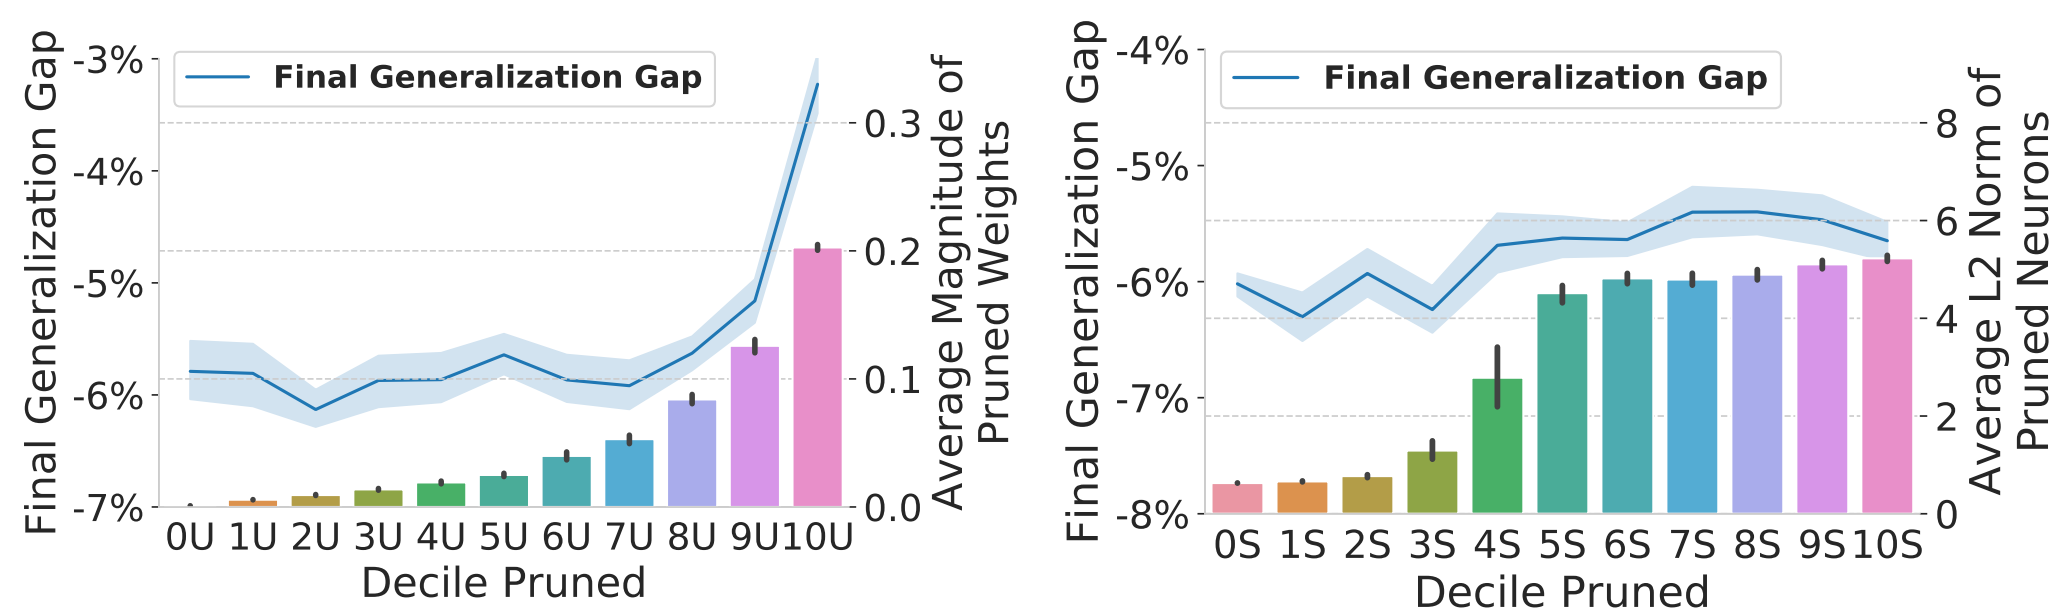 Final Generalization Gap
-3%
-4%
-5%
-6%
-7%
Final Generalization Gap
0.3
0.2
0.1
0.0
Average Magnitude of
Pruned Weights
0U 1U 2U 3U 4U 5U 6U 7U 8U 9U 10U
Decile Pruned
Final Generalization Gap
-4%
-5%
-6%
-7%
-8%
Final Generalization Gap
8
6
4
2
0
Average L2 Norm of
Pruned Neurons
0S 1S 2S 3S 4S 5S 6S 7S 8S 9S 10S
Decile Pruned